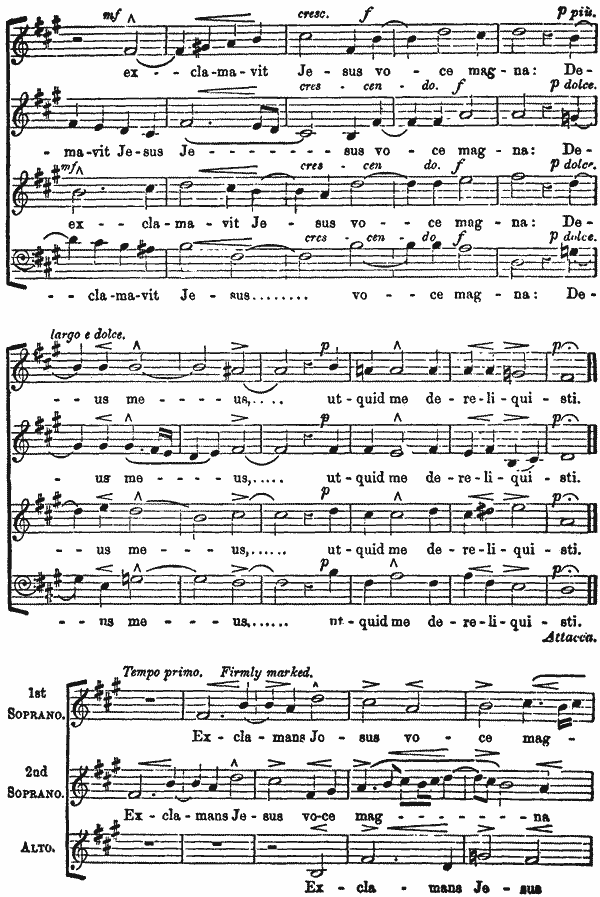 mf cresc. f p più.
ex - - cla-ma-vit Je - sus vo - - ce mag - na: De-
cres - cen - do. f p dolce.
- ma-vit Je-sus Je - - - - - - sus vo - - ce mag - na: De-
mf cres - cen do. f p dolce.
ex - - cla-ma - vit Je - sus vo - - ce mag - na: De-
cres - cen - do f p dolce.
- - cla-ma-vit Je - sus........ vo - - ce mag - na: De-
largo e dolce. p p
- - us me - - - us,..... ut-quid me de-re-li-qui-sti.
p p
- us me - - - - us,..... ut-quid me de-re-li-qui-sti.
p p
- - us me - - - us,...... ut-quid me de-re-li-qui-sti.
p p
- - us me - - - us,...... ut-quid me de-re-li-qui-sti.
Attacca.
Tempo primo. Firmly marked.
1st
SOPRANO.
Ex - cla - mans Je - sus vo - ce mag -
2nd
SOPRANO.
Ex - cla - mans Je - sus vo-ce mag - - - - - - na
ALTO.
Ex - cla - mans Je - sus